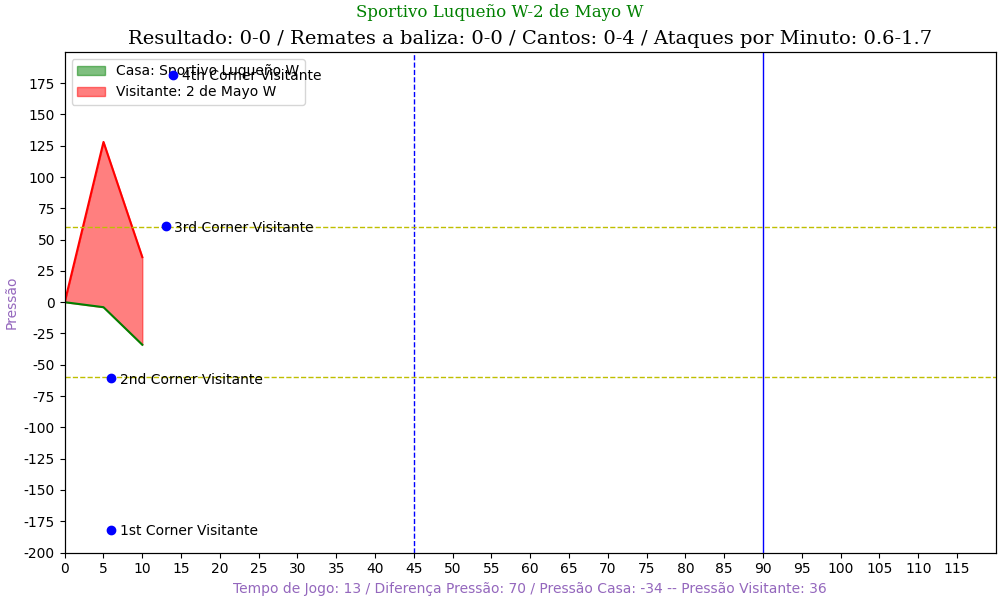 Sportivo Luqueño W-2 de Mayo W
Resultado: 0-0 / Remates a baliza: 0-0 / Cantos: 0-4 / Ataques por Minuto: 0.6-1.7
Casa: Sportivo Luqueño W
4th Corner Visitante
Visitante: 2 de Mayo W
175
150
125
100
75
50
25
0
-25
-50
-75
-100
-125
-150
-175
-200
Pressão
3rd Corner Visitante
2nd Corner Visitante
1st Corner Visitante
0 5 10 15 20 25 30 35 40 45 50 55 60 65 70 75 80 85 90 95 100 105 110 115
Tempo de Jogo: 13 / Diferença Pressão: 70 / Pressão Casa: -34 -- Pressão Visitante: 36